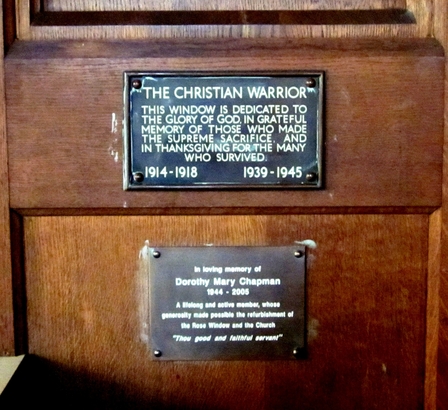 THE CHRISTIAN WARRIOR
THIS WINDOW IS DEDICATED TO
THE GLORY OF GOD, IN GRATEFUL
MEMORY OF THOSE WHO MADE
THE SUPREME SACRIFICE AND
IN THANKSGIVING FOR THE MANY
WHO SURVIVED.
1914-1918 1939-1945
In loving memory of
Dorothy Mary Chapman
1944 - 2005
A lifelong and active member, whose
generosity made possible the refurbishment of
the Rose Window and the Church
"Thou good and faithful servant"